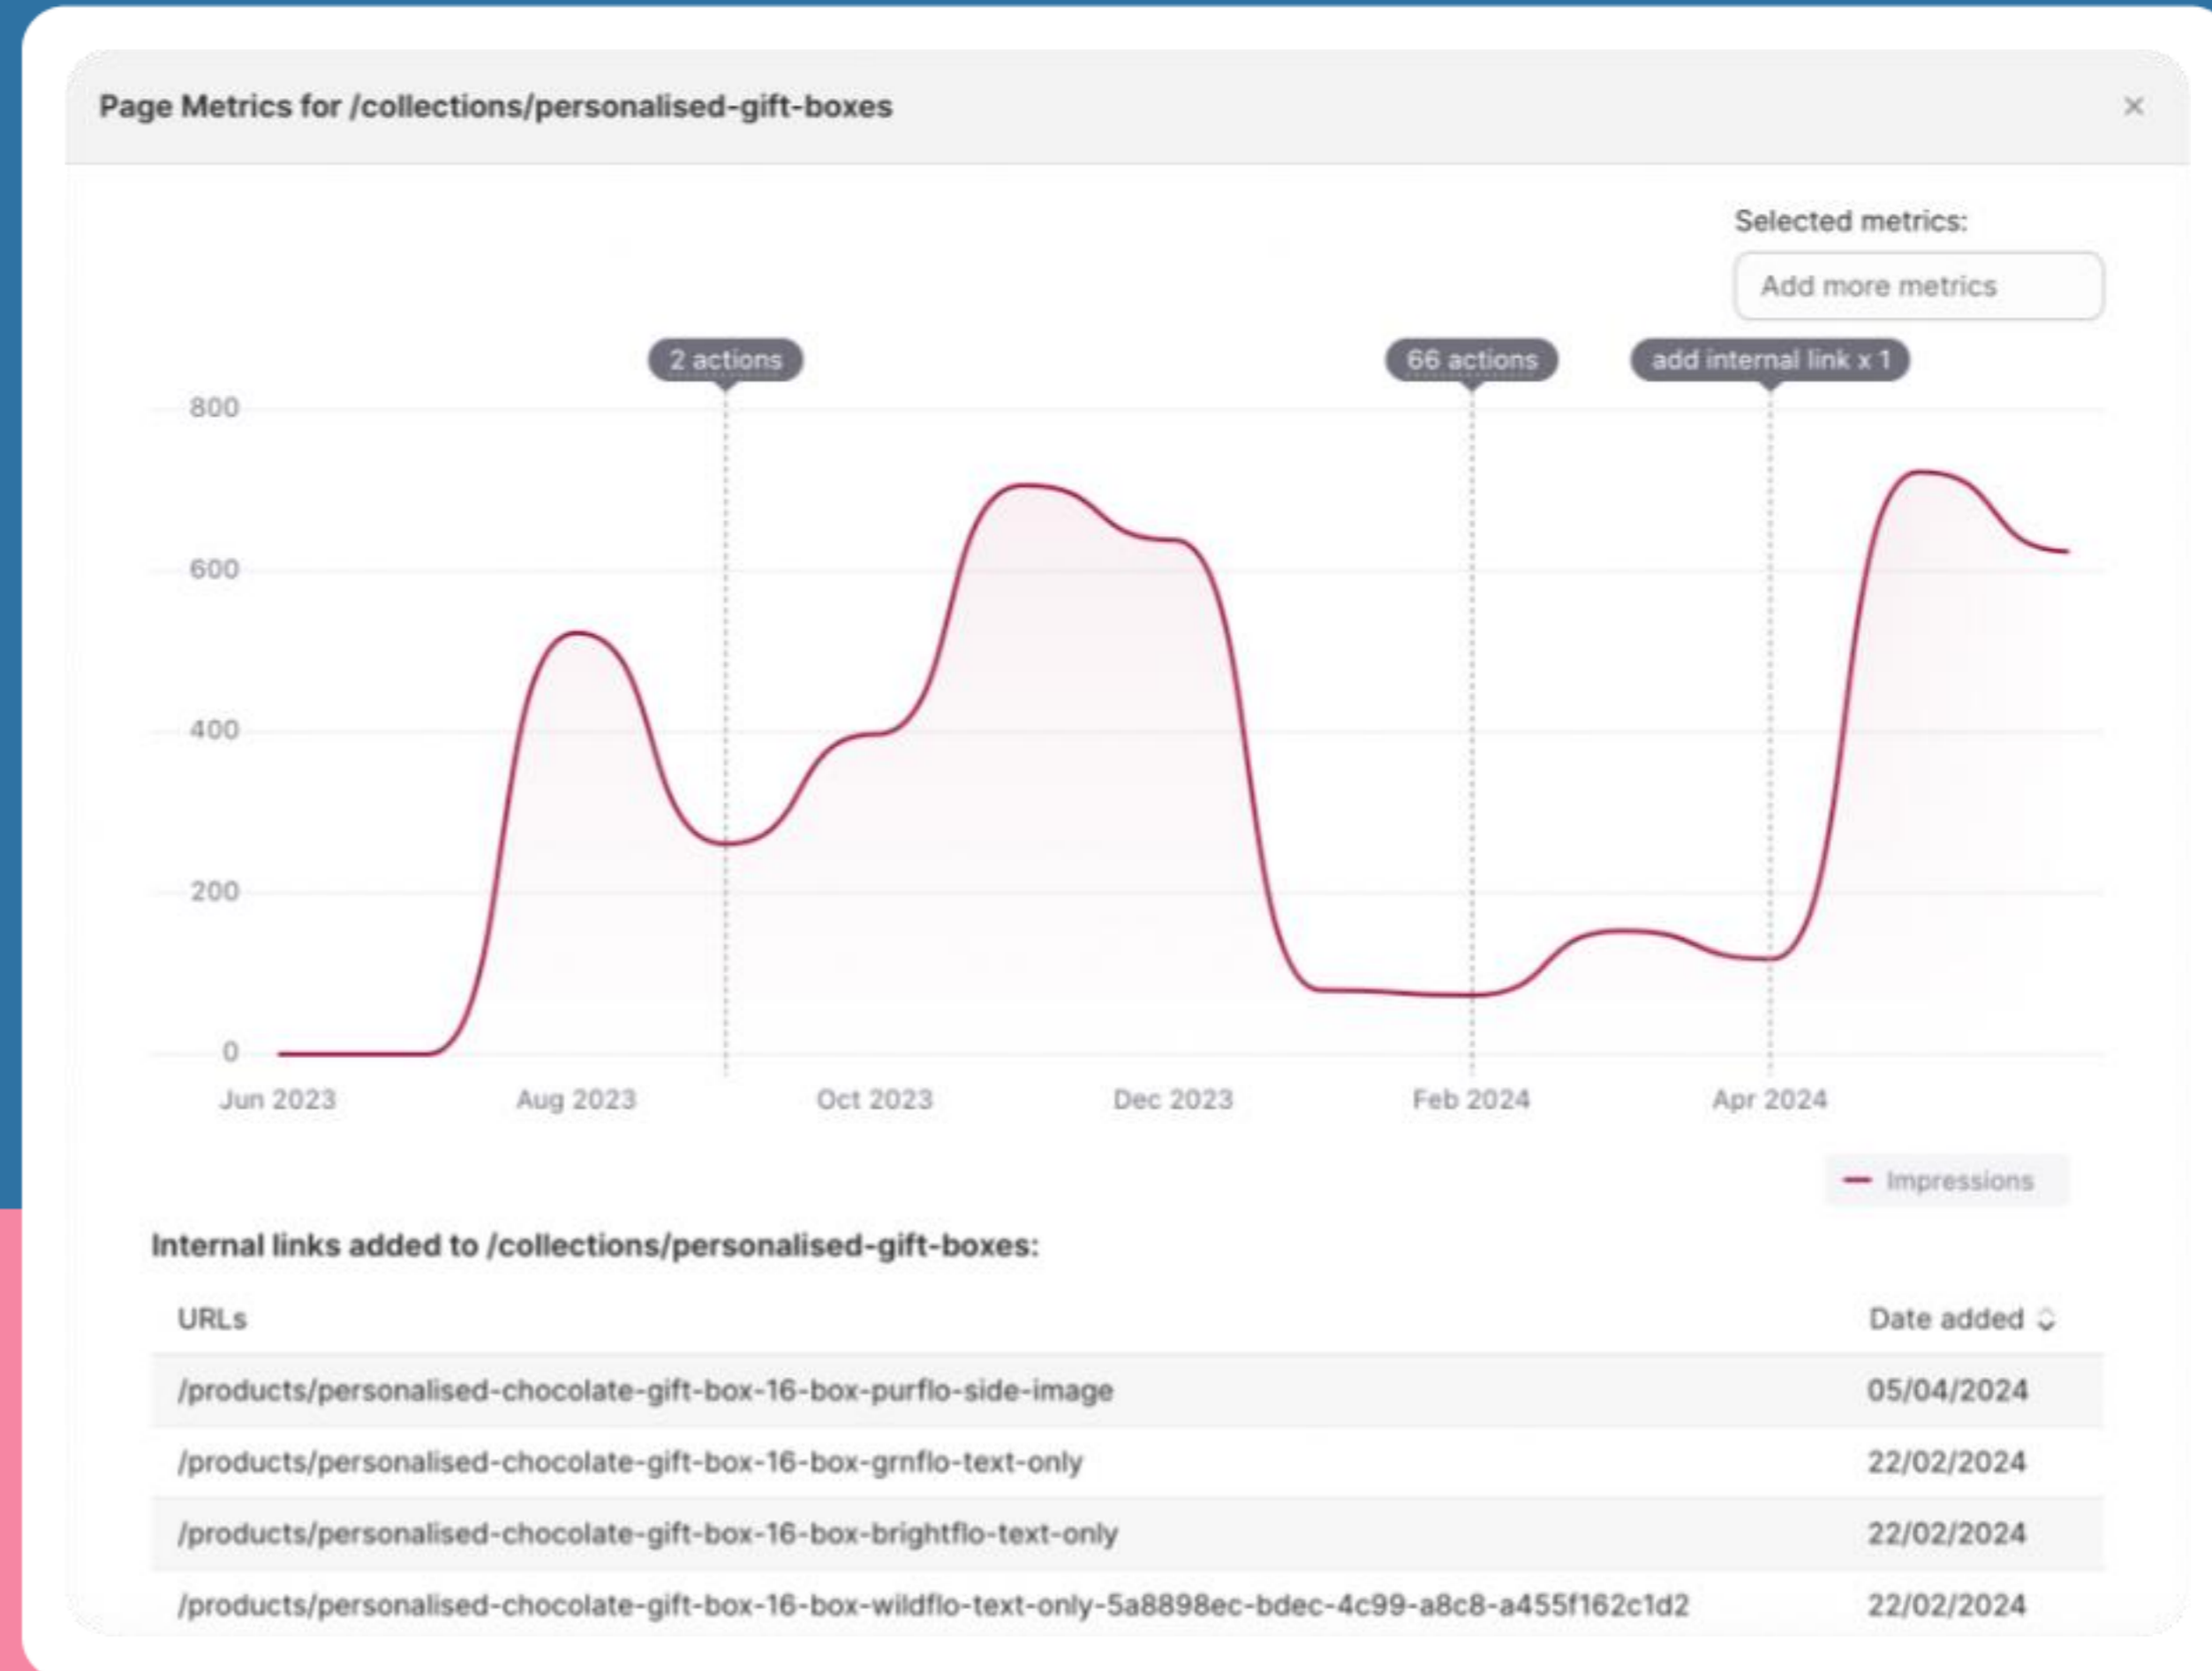 Page Metrics for /collections/personalised-gift-boxes
Selected metrics:
Add more metrics
2 actions
66 actions
add internal link x 1
800
600
400
200
0
Jun 2023 Aug 2023 Oct 2023 Dec 2023 Feb 2024 Apr 2024
Impressions
Internal links added to /collections/personalised-gift-boxes:
URLs Date added
/products/personalised-chocolate-gift-box-16-box-purflo-side-image 05/04/2024
/products/personalised-chocolate-gift-box-16-box-grnflo-text-only 22/02/2024
/products/personalised-chocolate-gift-box-16-box-brightflo-text-only 22/02/2024
/products/personalised-chocolate-gift-box-16-box-wildflo-text-only-5a8898ec-bdec-4c99-a8c8-a455f162c1d2 22/02/2024